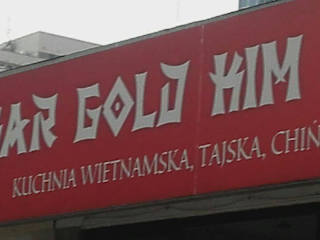 GOLD KIM
KUCHNIA WIETNAMSKA, TAJSKA,